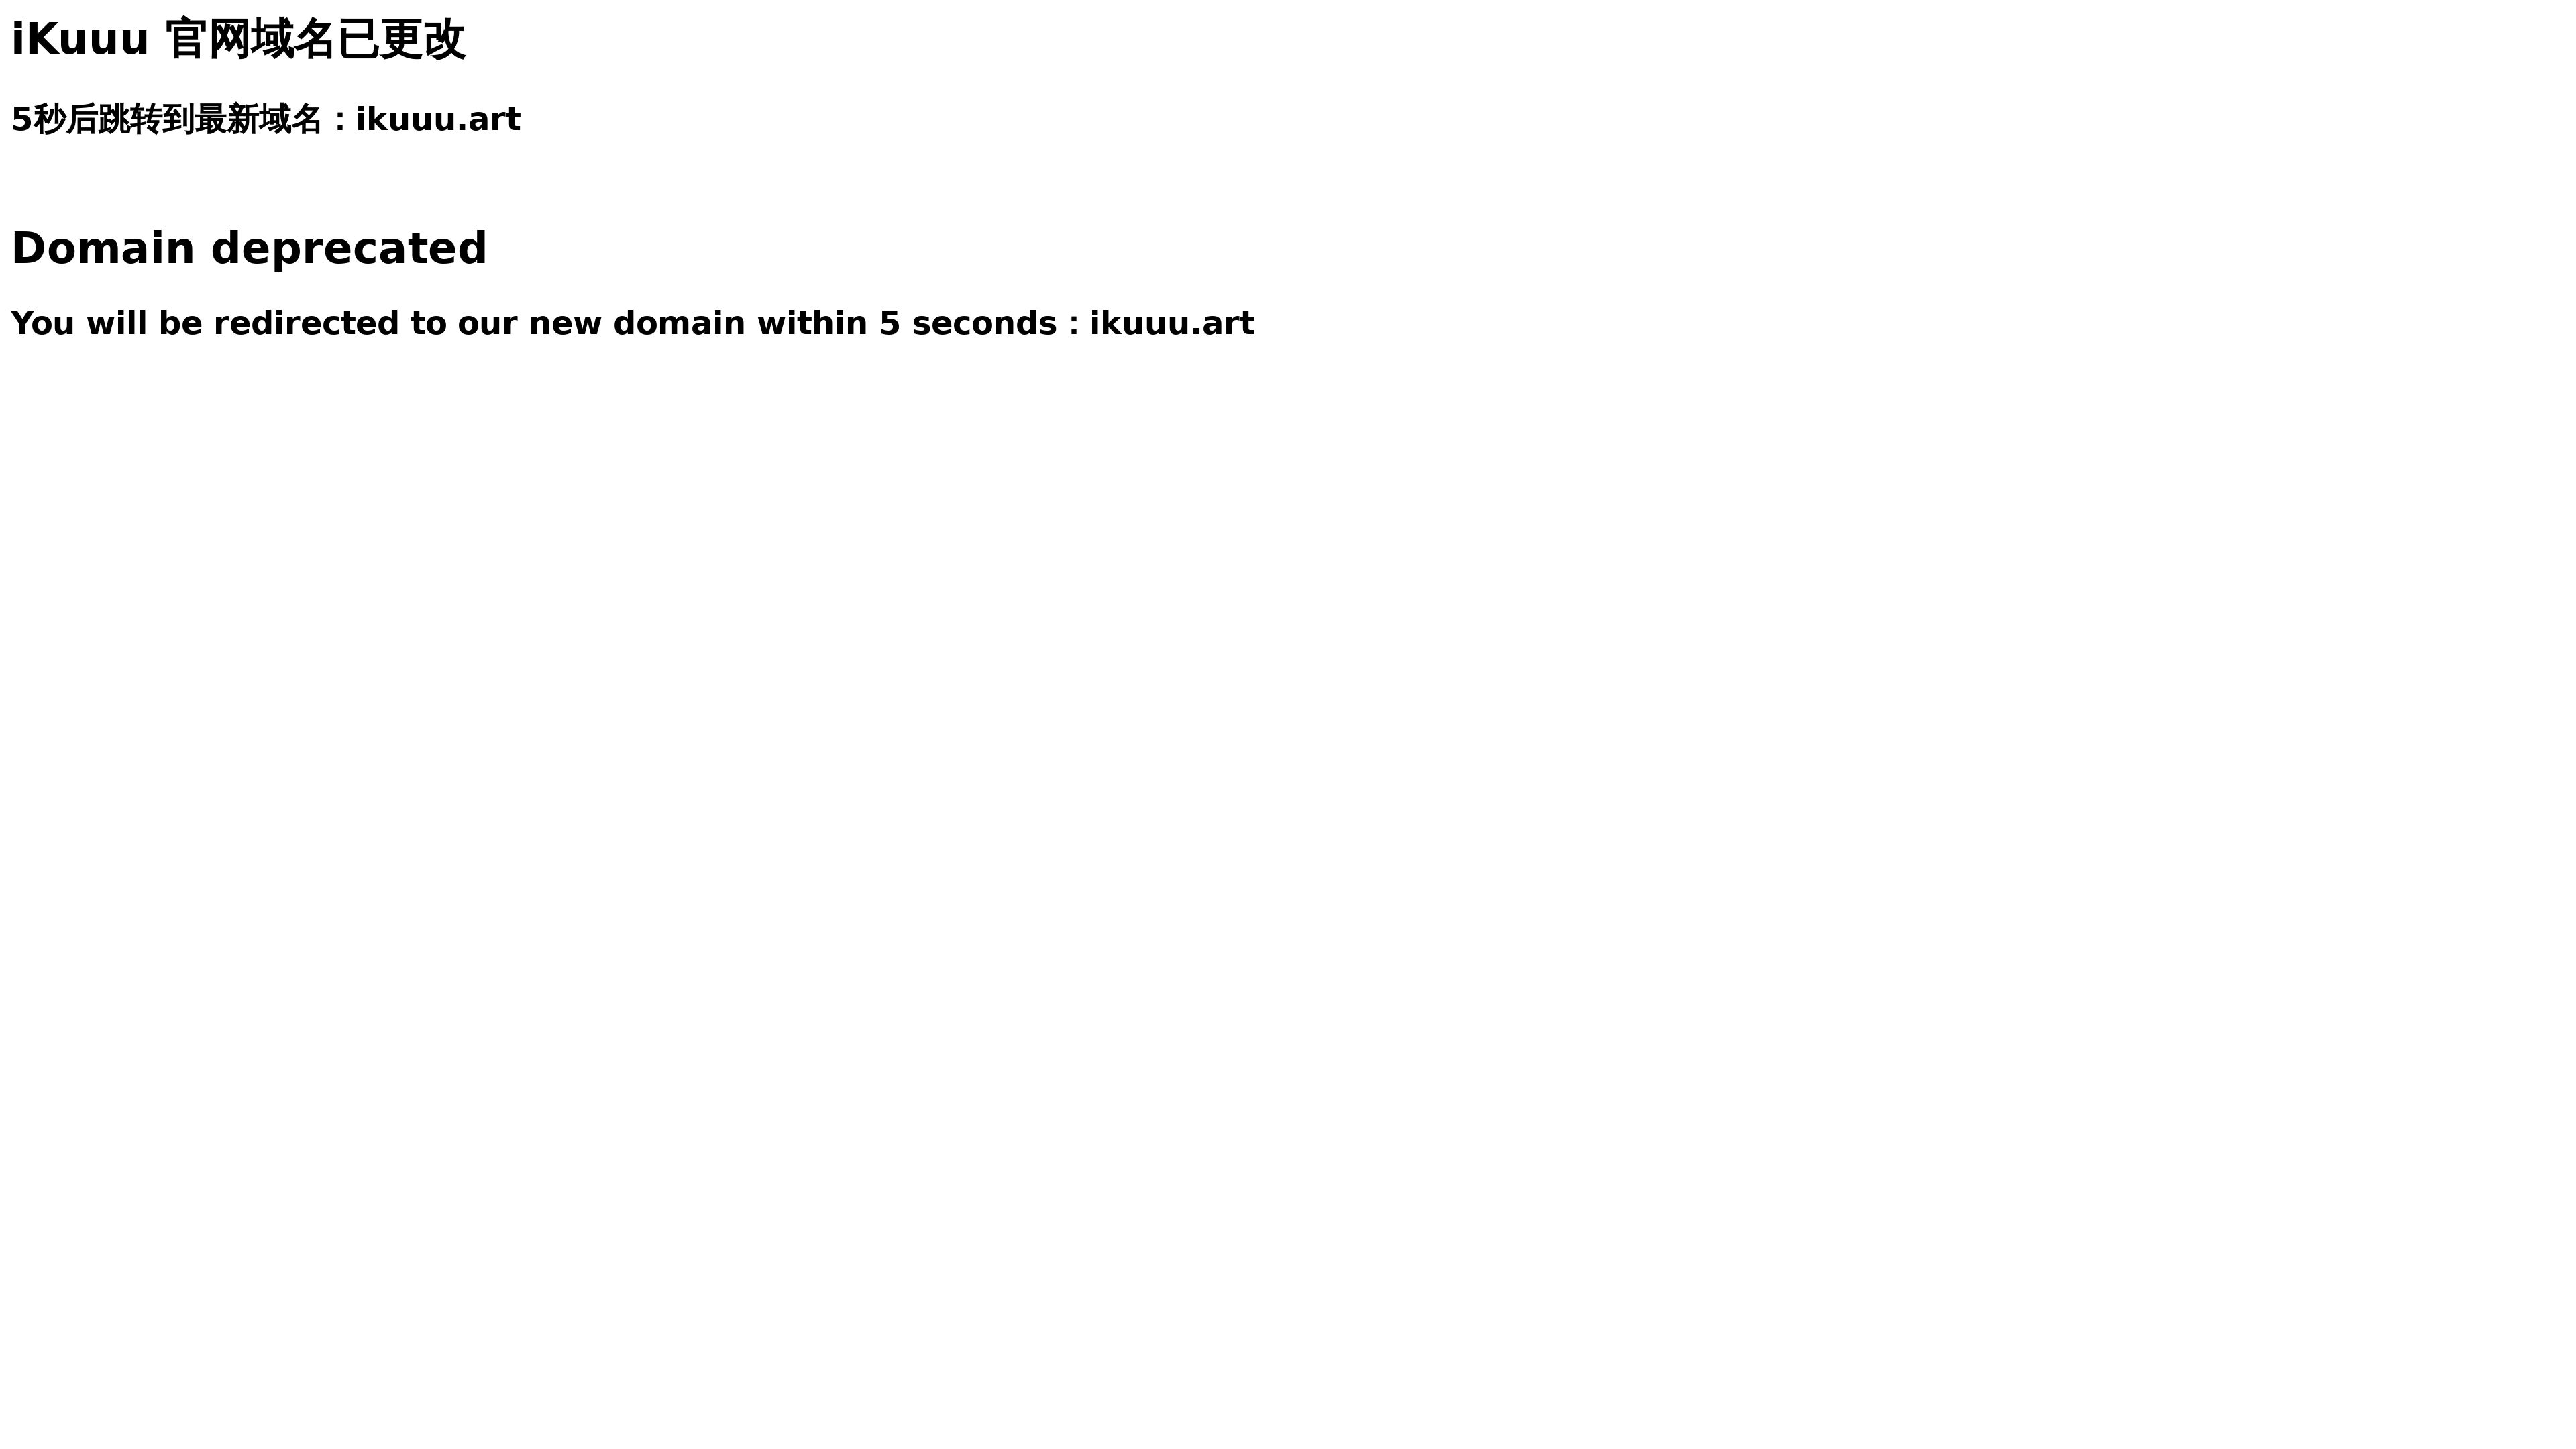 iKuuu 官网域名已更改
5秒后跳转到最新域名：ikuuu.art
Domain deprecated
You will be redirected to our new domain within 5 seconds：ikuuu.art